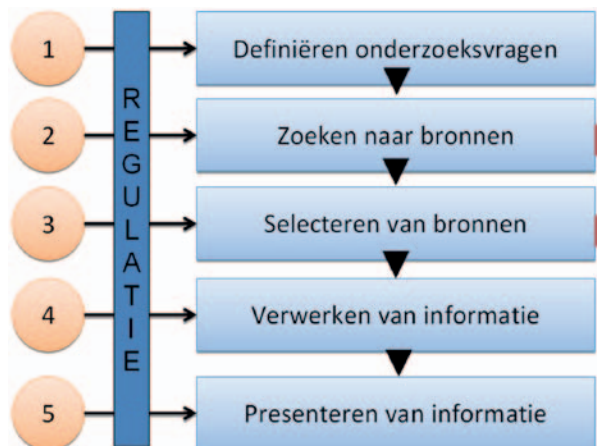 1
Definiëren onderzoeksvragen
2
Zoeken naar bronnen
3
Selecteren van bronnen
4
Verwerken van informatie
5
Presenteren van informatie
REGULATIE